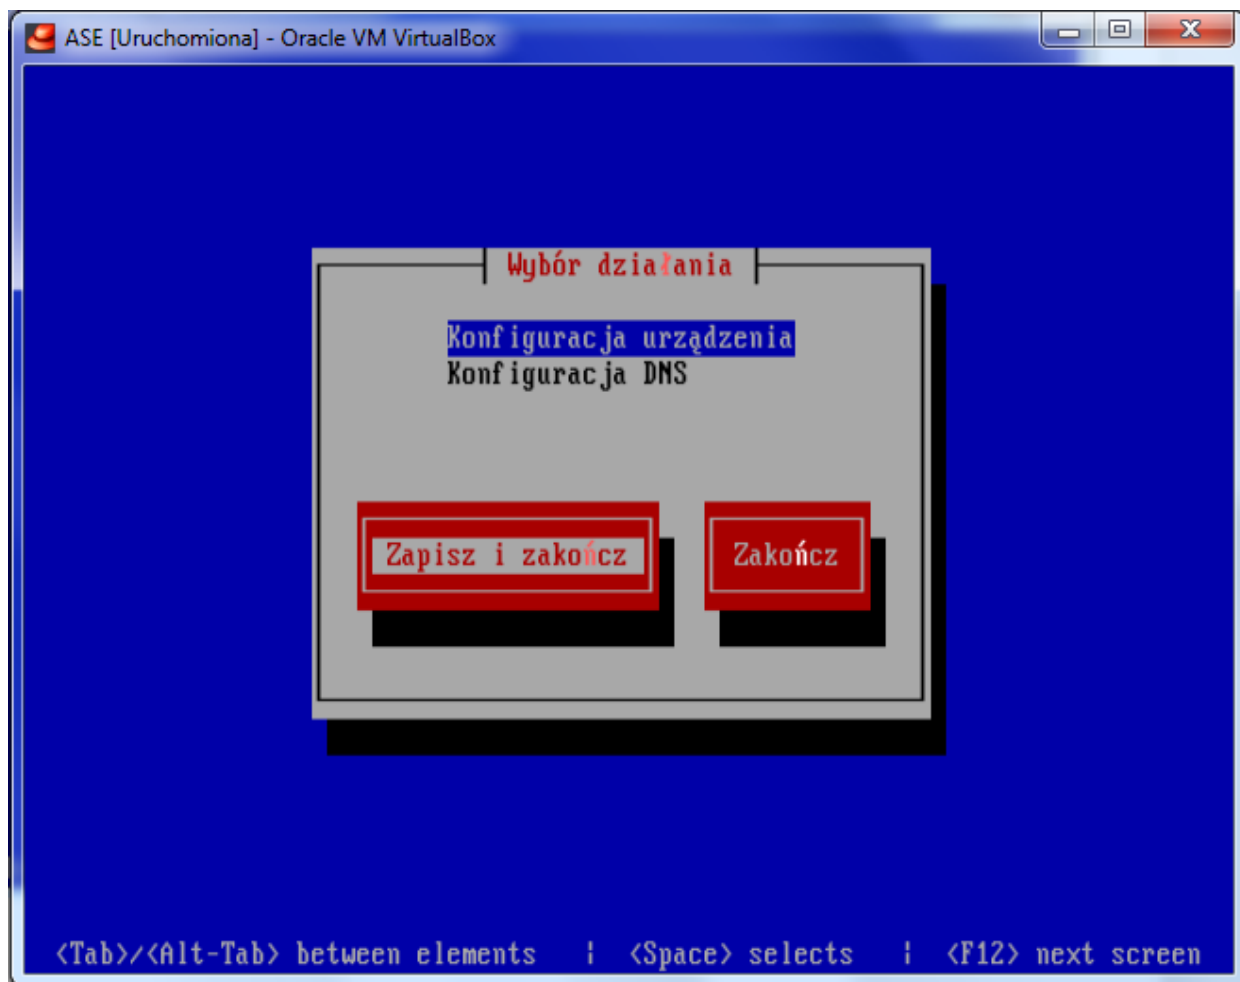 ASE [Uruchomiona] - Oracle VM VirtualBox
Wybór działania
Konfiguracja urządzenia
Konfiguracja DNS
Zapisz i zakończ Zakończ
<Tab>/<Alt-Tab> between elements | <Space> selects | <F12> next screen